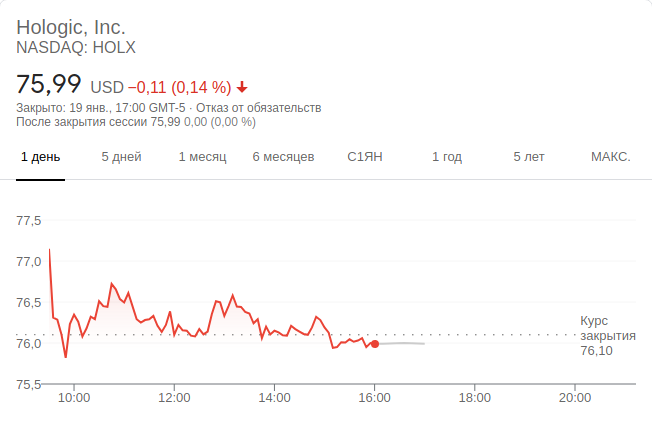 Hologic, Inc.
NASDAQ: HOLX
75,99 USD −0,11 (0,14 %)
Закрыто: 19 янв., 17:00 GMT-5 · Отказ от обязательств
После закрытия сессии 75,99 0,00 (0,00 %)
1 день 5 дней 1 месяц 6 месяцев С1ЯН 1 год 5 лет МАКС.
77,5
77,0
76,5
76,0
75,5
Курс
закрытия
76,10
10:00 12:00 14:00 16:00 18:00 20:00